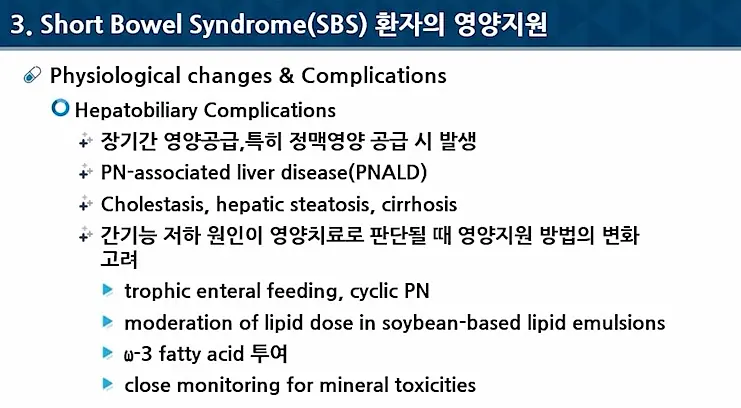 3. Short Bowel Syndrome(SBS) 환자의 영양지원
Physiological changes & Complications
Hepatobiliary Complications
장기간 영양공급,특히 정맥영양 공급 시 발생
PN-associated liver disease(PNALD)
Cholestasis, hepatic steatosis, cirrhosis
간기능 저하 원인이 영양치료로 판단될 때 영양지원 방법의 변화
고려
trophic enteral feeding, cyclic PN
moderation of lipid dose in soybean-based lipid emulsions
ω-3 fatty acid 투여
close monitoring for mineral toxicities